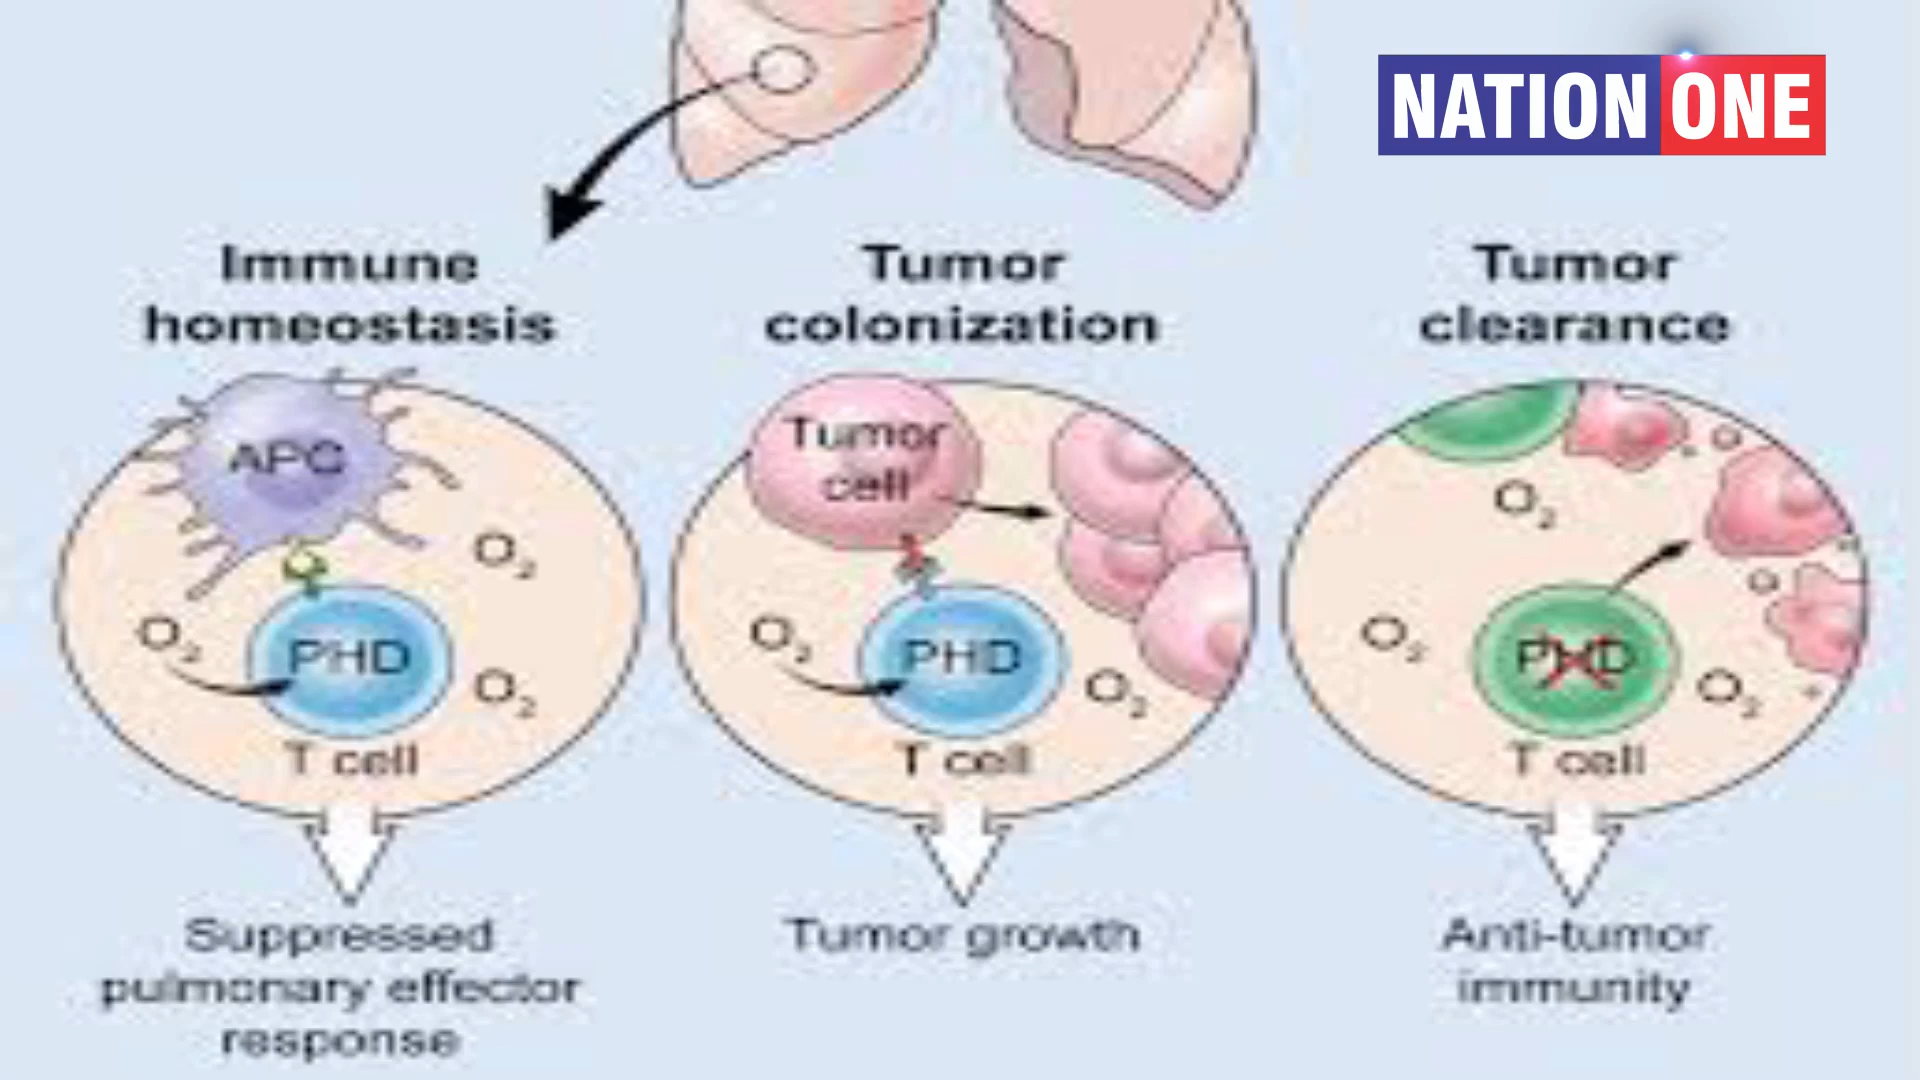 NATION ONE
Immune
homeostasis
Tumor
colonization
Tumor
clearance
APC
O₂
O₂
PHD
O₂
T cell
Suppressed
pulmonary effector
response
Tumor
cell
O₂
PHD
O₂
T cell
Tumor growth
O₂
O₂
PHD
O₂
T cell
Anti-tumor
immunity